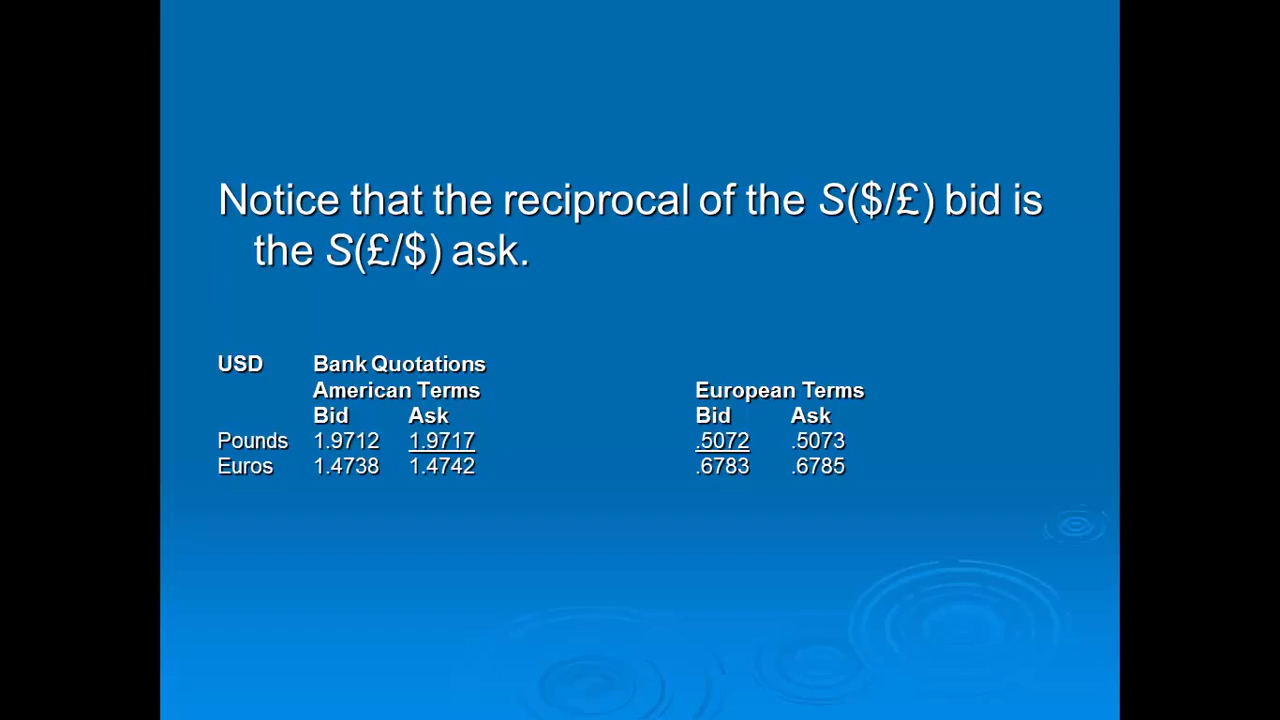 Notice that the reciprocal of the S($/£) bid is
the S(£/$) ask.
USD Bank Quotations
American Terms European Terms
Bid Ask Bid Ask
Pounds 1.9712 1.9717 .5072 .5073
Euros 1.4738 1.4742 .6783 .6785